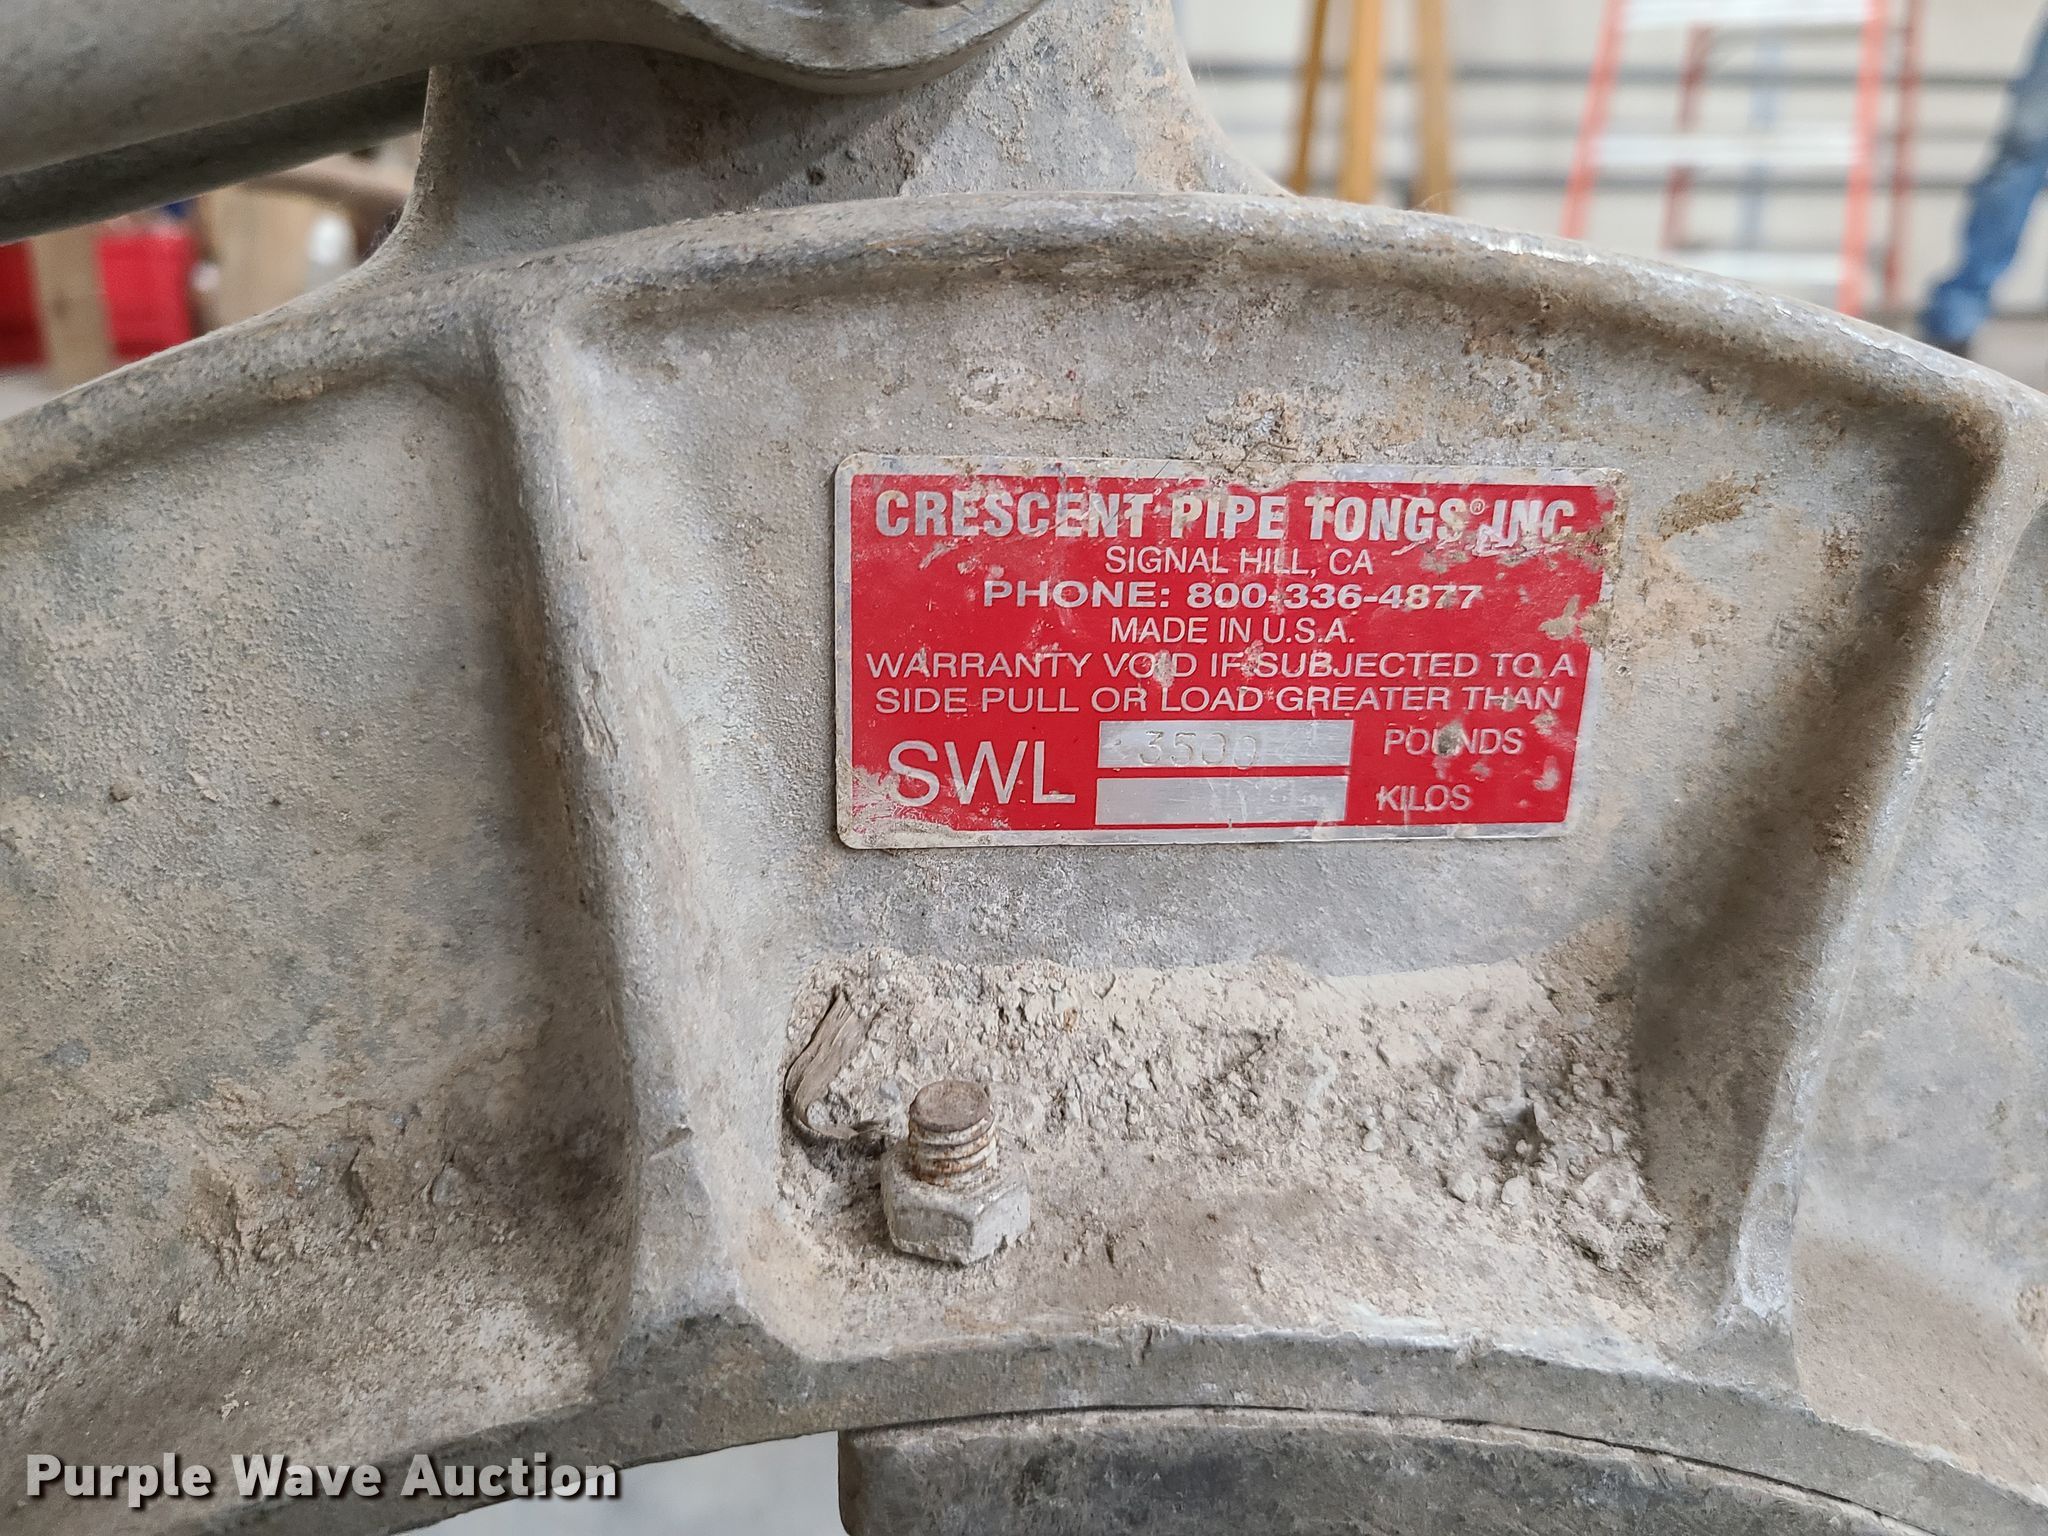 CRESCENT PIPE TONGS® INC
SIGNAL HILL, CA
PHONE: 800-336-4877
MADE IN U.S.A.
WARRANTY VOID IF SUBJECTED TO A
SIDE PULL OR LOAD GREATER THAN
SWL 3500 POUNDS
KILOS
Purple Wave Auction